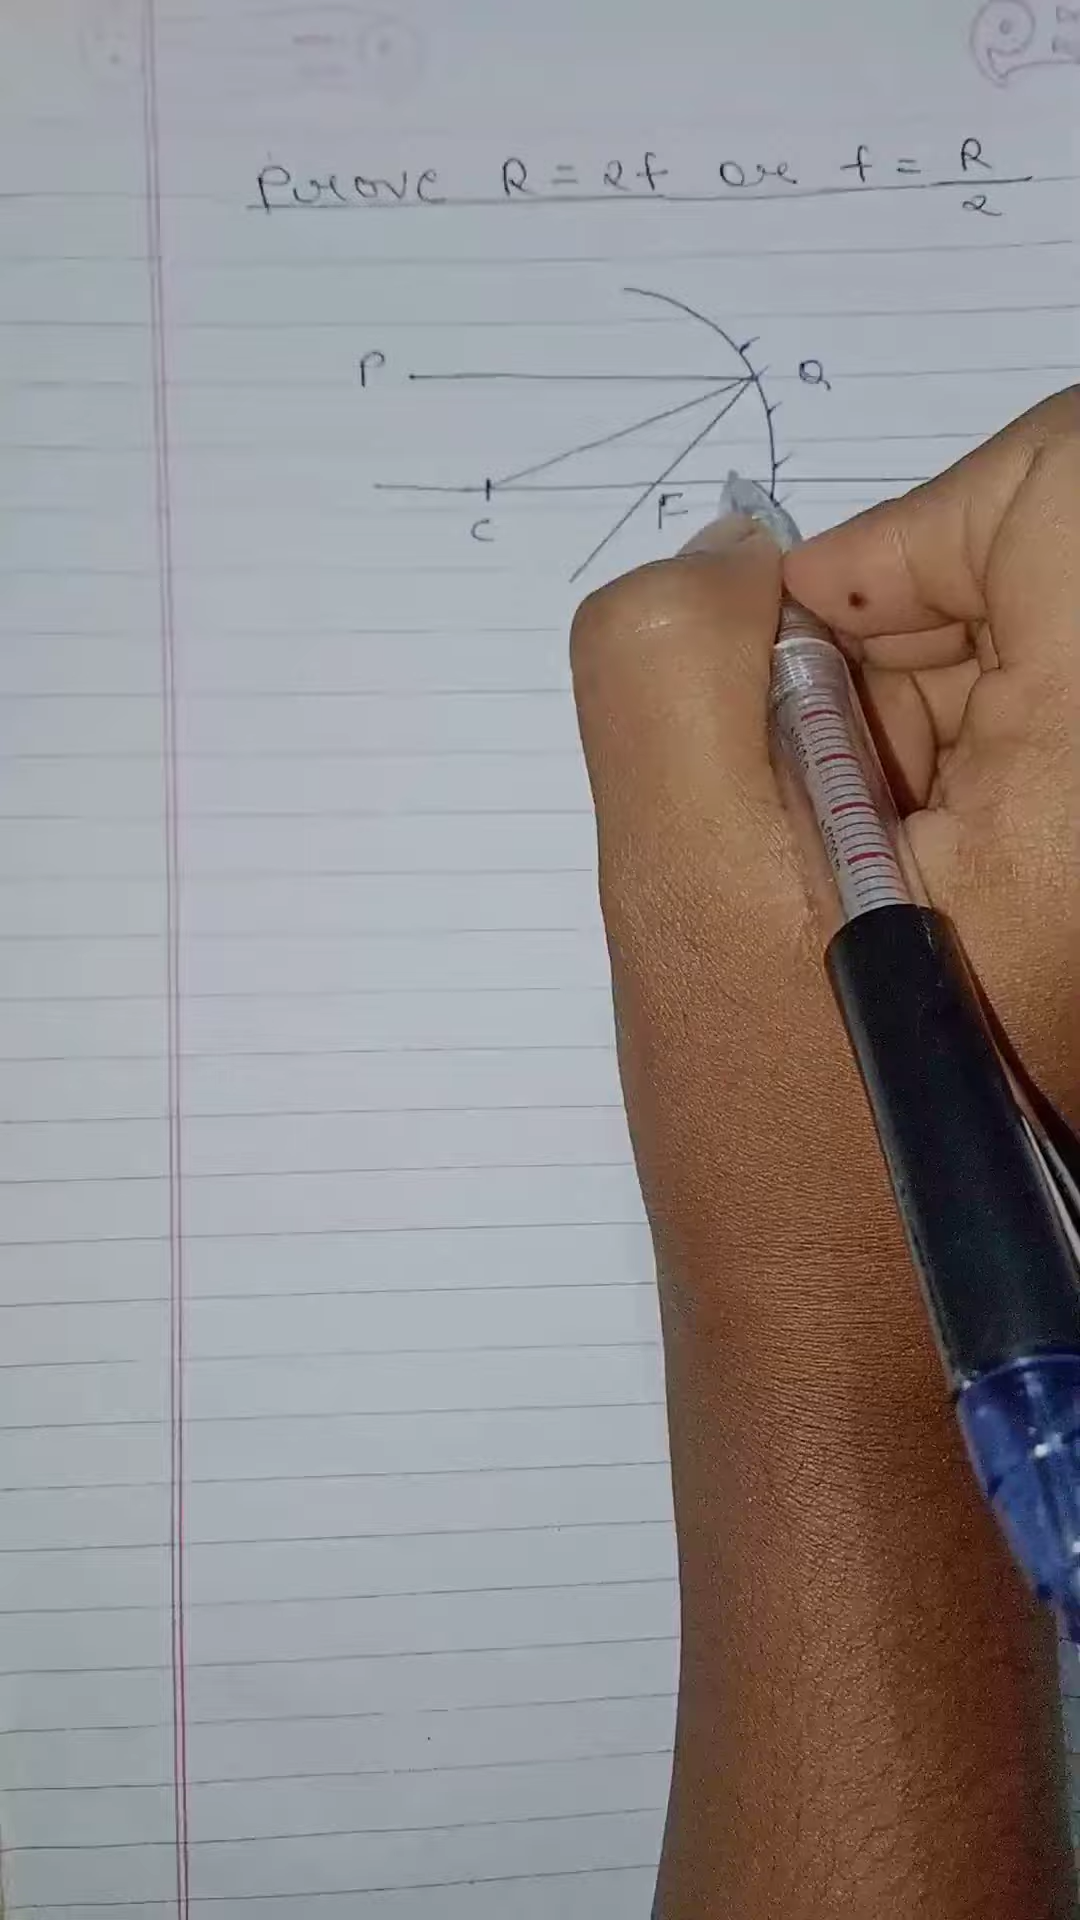 Prove R = 2f or f = R/2
P
Q
C
F